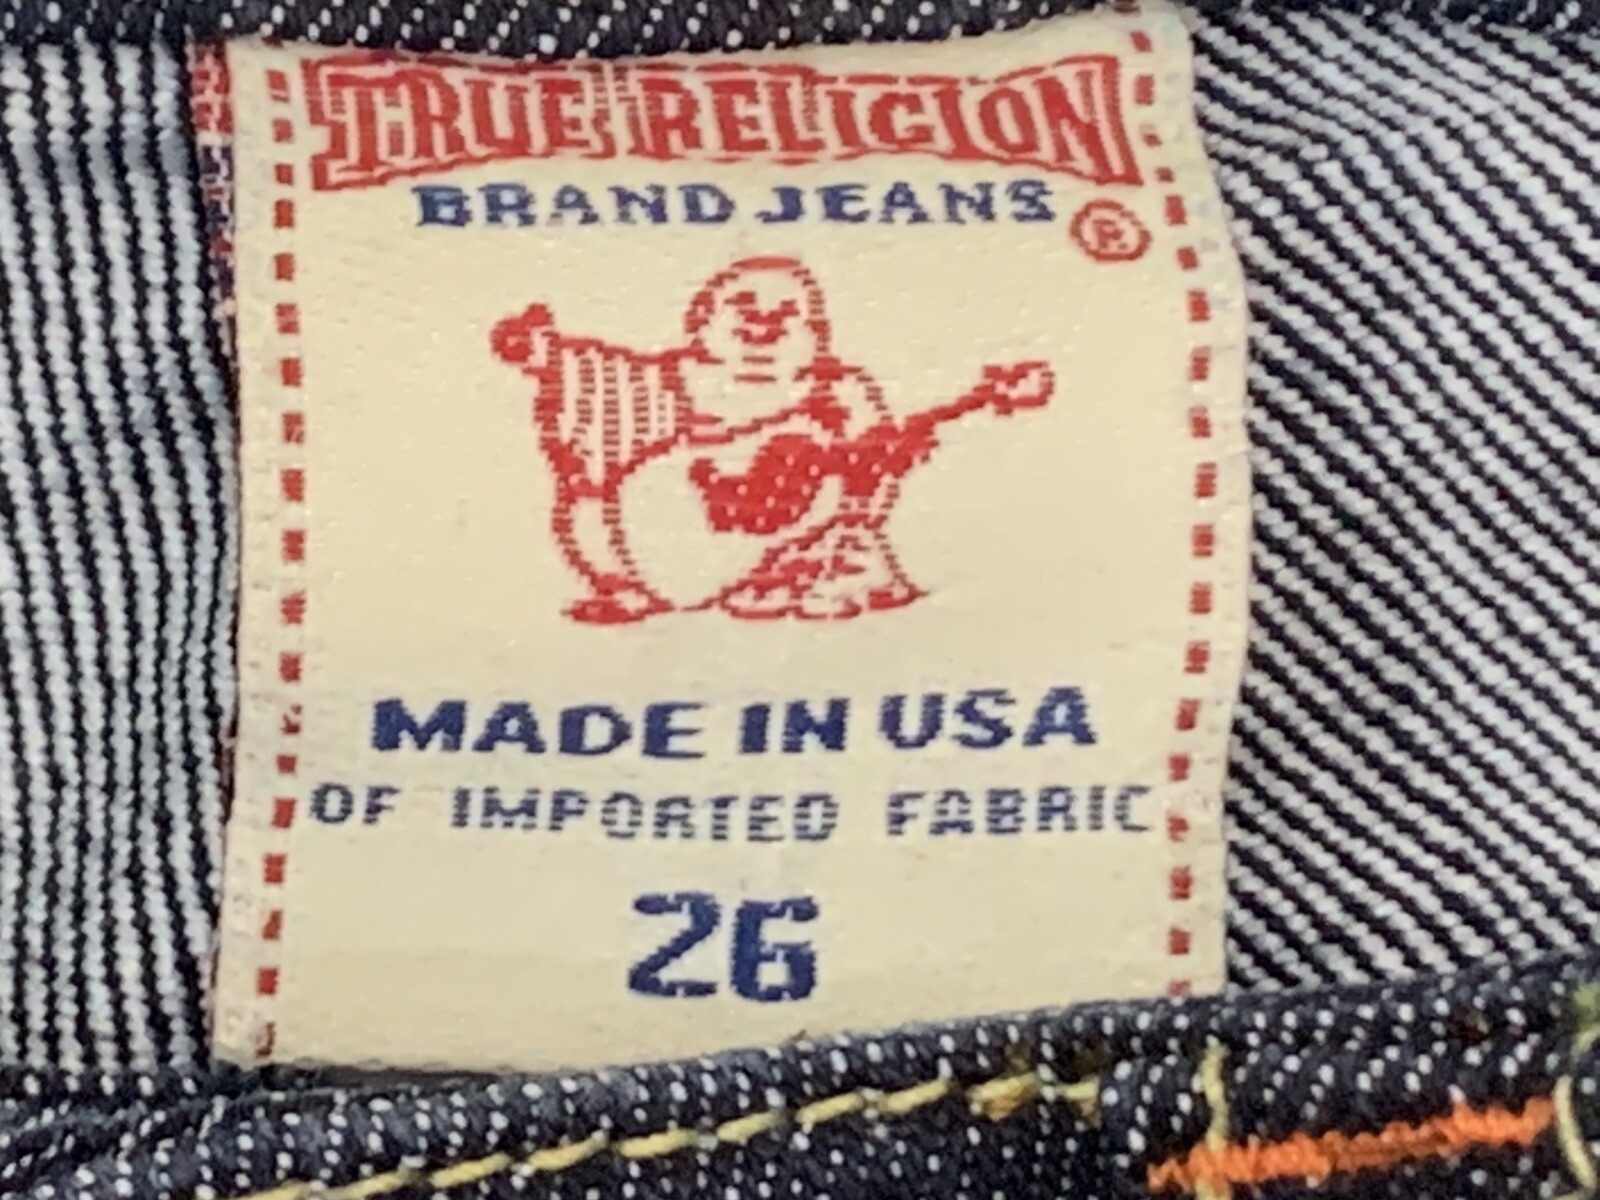 TRUE RELIGION
BRAND JEANS
®
MADE IN USA
OF IMPORTED FABRIC
26